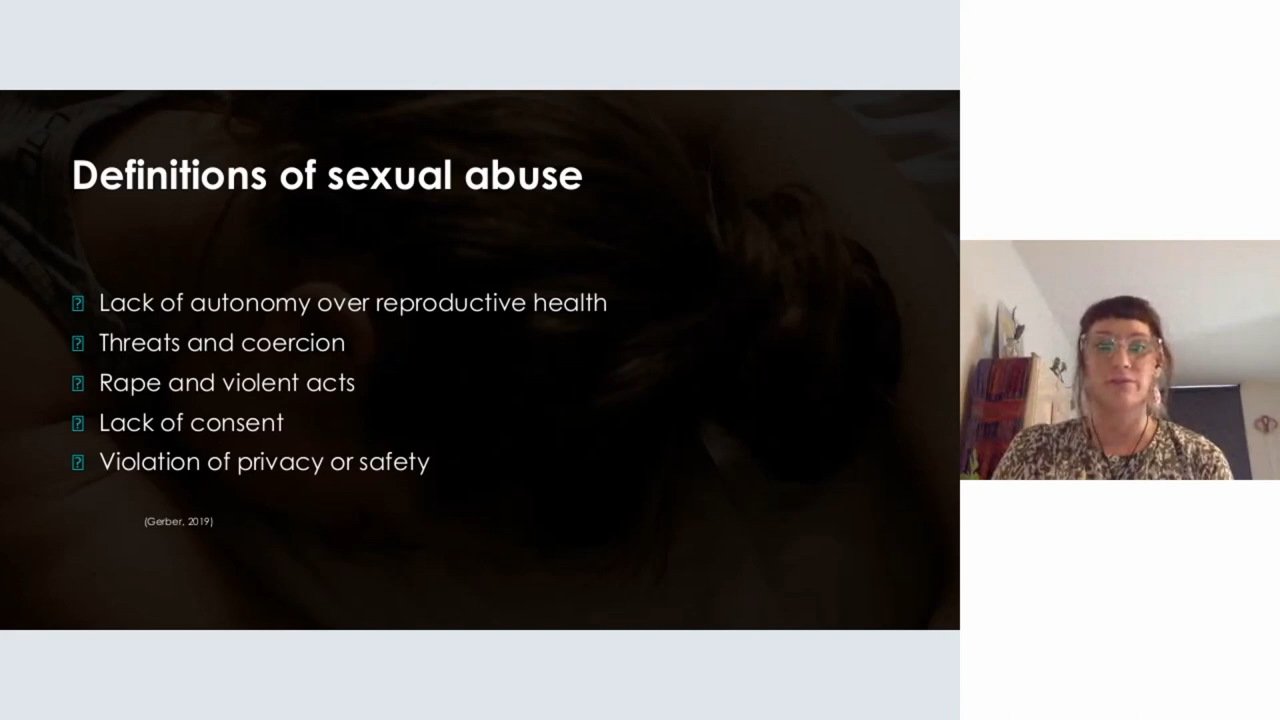 Definitions of sexual abuse
Lack of autonomy over reproductive health
Threats and coercion
Rape and violent acts
Lack of consent
Violation of privacy or safety
(Gerber, 2019)